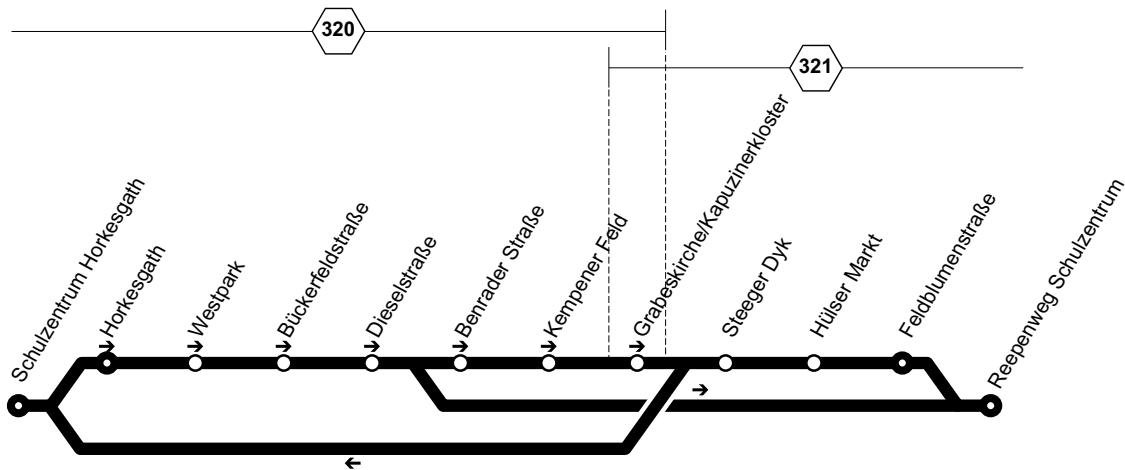 320
321
Schulzentrum Horkesgath
Horkesgath
Westpark
Bückerfeldstraße
Dieselstraße
Benrader Straße
Kempener Feld
Grabeskirche/Kapuzinerkloster
Steeger Dyk
Hülser Markt
Feldblumenstraße
Reepenweg Schulzentrum